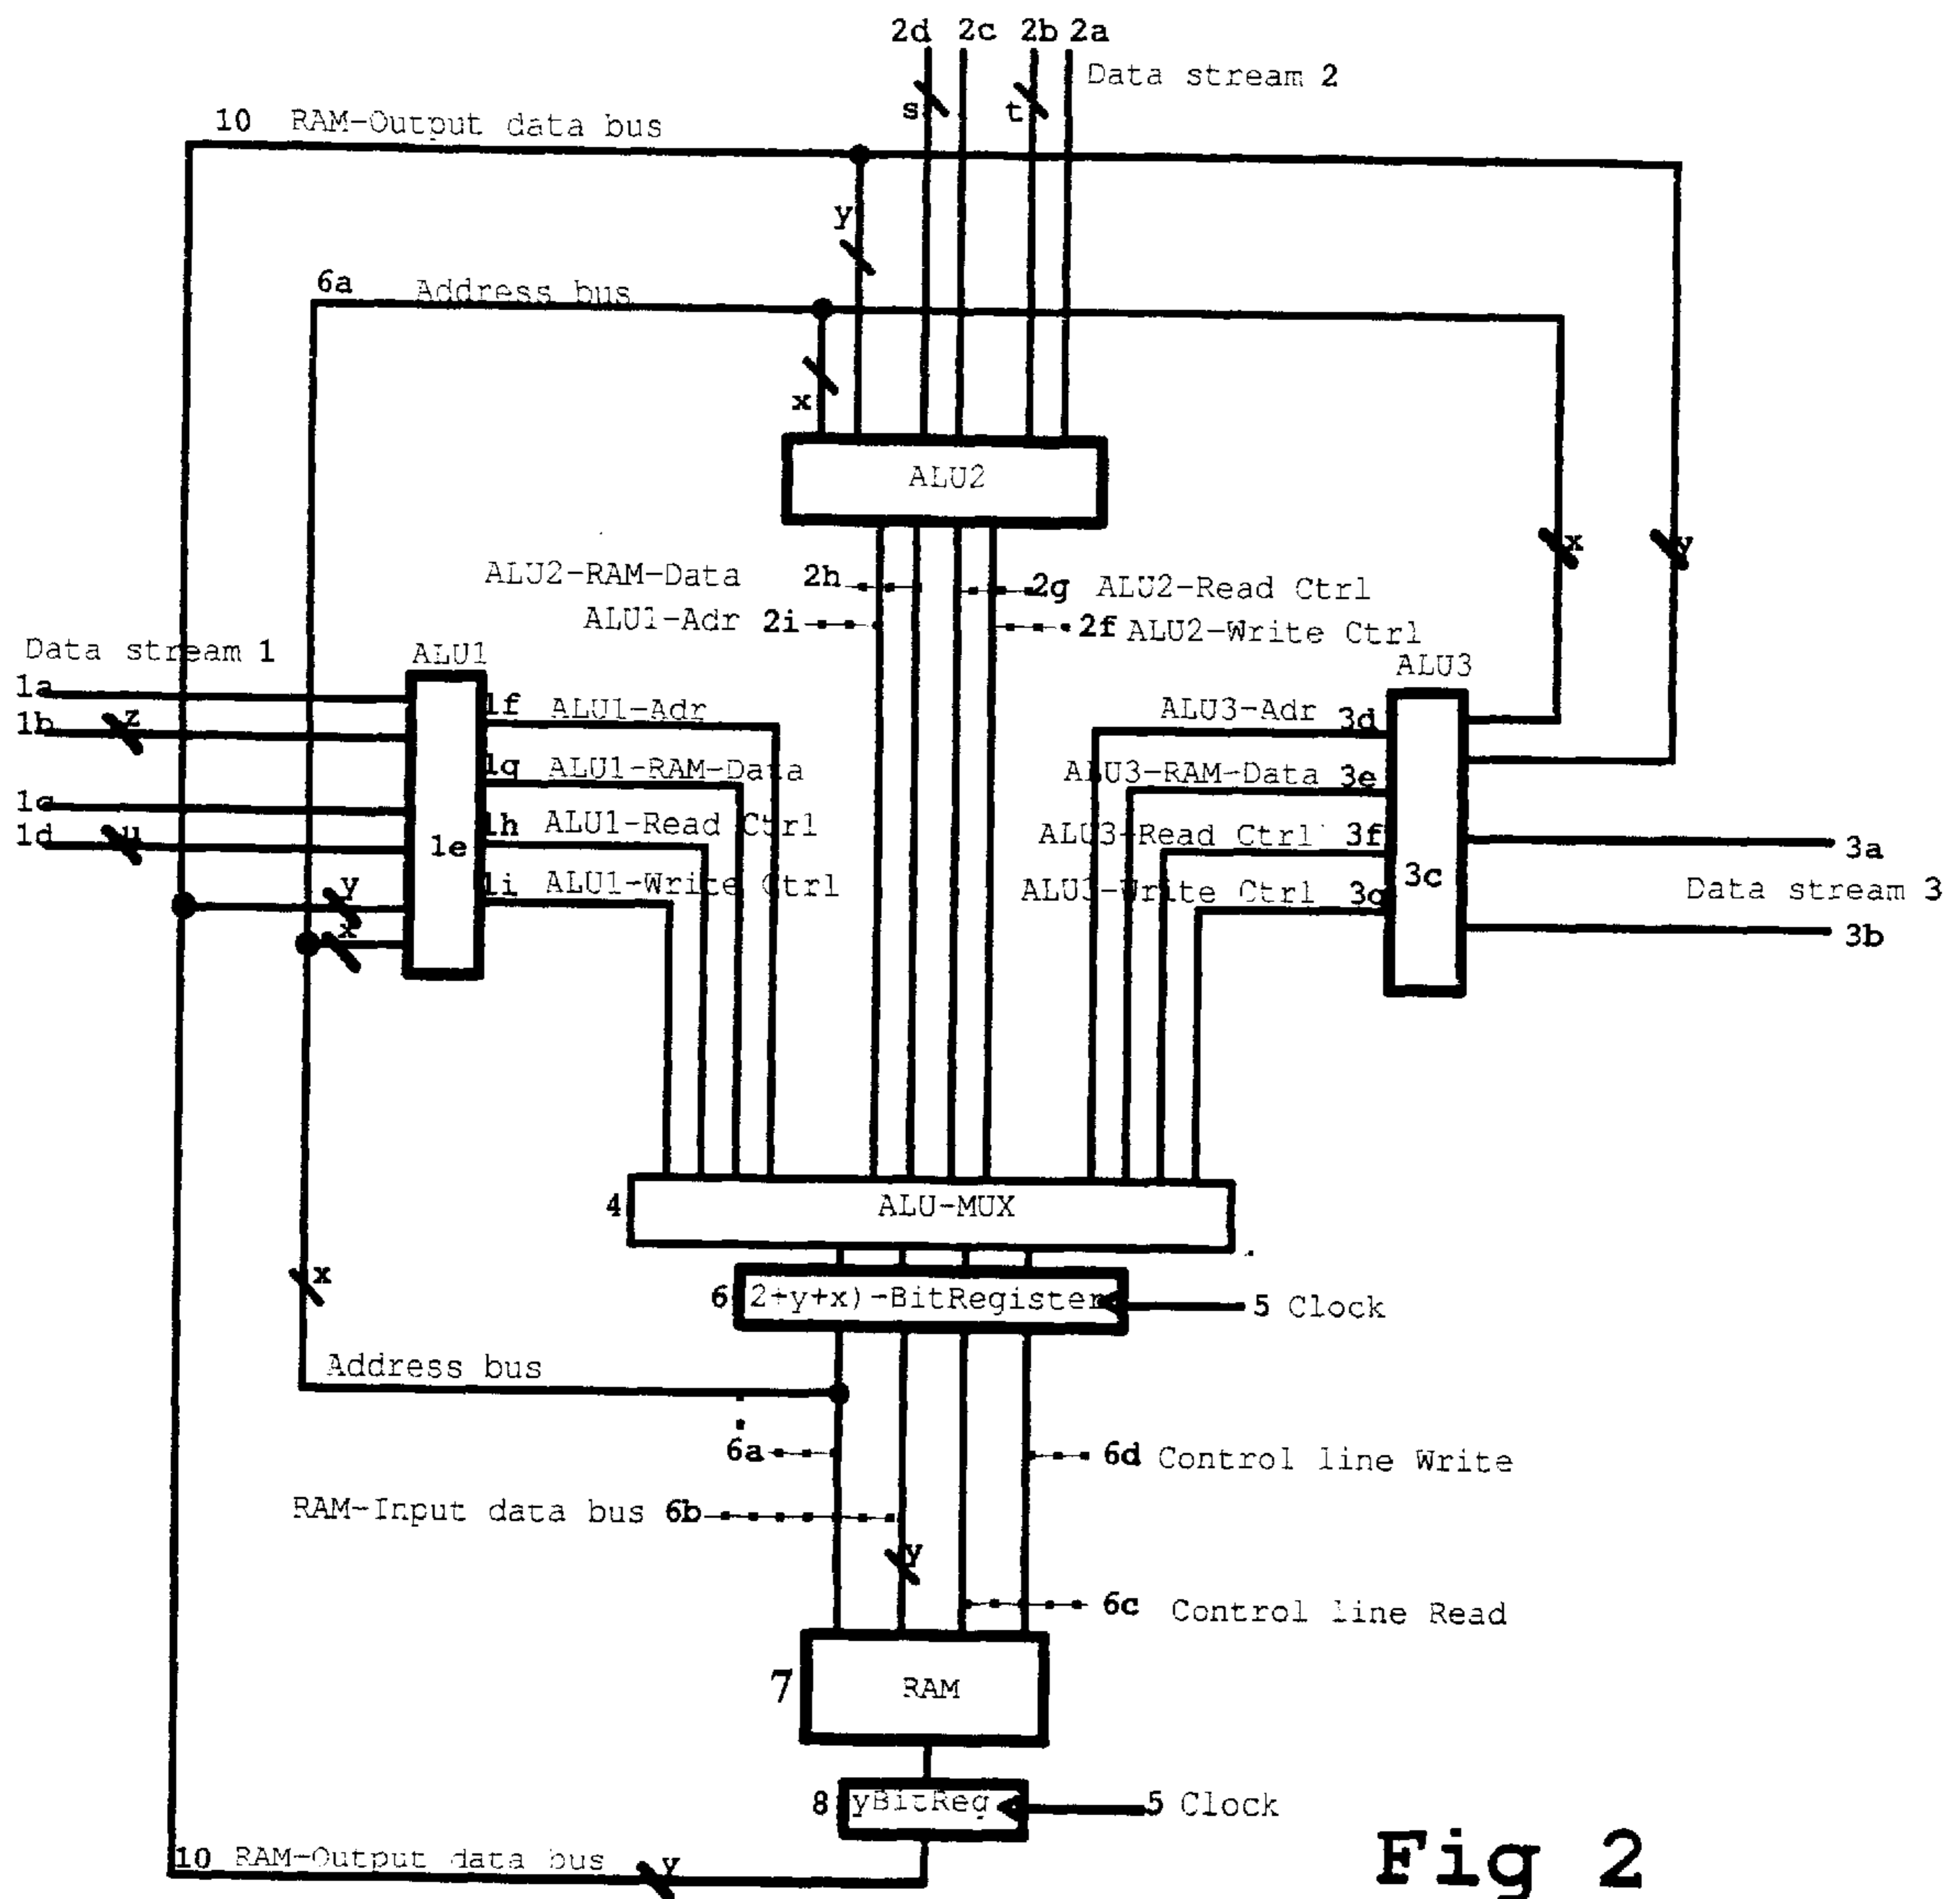 2d 2c 2b 2a
Data stream 2
s t
10 RAM-Output data bus
y
6a Address bus
x
ALU2
x y
ALU2-RAM-Data 2h 2g ALU2-Read Ctrl
ALU1-Adr 2i 2f ALU2-Write Ctrl
Data stream 1
ALU1
ALU3
1a
1b z
1f ALU1-Adr
ALU3-Adr 3d
1g ALU1-RAM-Data
ALU3-RAM-Data 3e
1c
1d u
1e
1h ALU1-Read Ctrl
ALU3-Read Ctrl 3f
3a
3c
1i ALU1-Write Ctrl
ALU3-Write Ctrl 3g
Data stream 3
y
x
3b
4 ALU-MUX
x
6 (2+y+x)-BitRegister 5 Clock
Address bus
6a
6d Control line Write
RAM-Input data bus 6b
y
6c Control line Read
7 RAM
8 yBitReg 5 Clock
10 RAM-Output data bus y
Fig 2